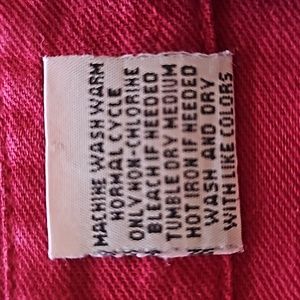 MACHINE WASH WARM
NORMAL CYCLE
ONLY NON-CHLORINE
BLEACH IF NEEDED
TUMBLE DRY MEDIUM
HOT IRON IF NEEDED
WASH AND DRY
WITH LIKE COLORS